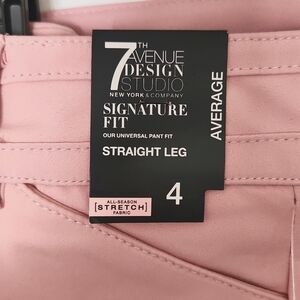 7TH
AVENUE
DESIGN
STUDIO
NEW YORK & COMPANY
SIGNATURE
FIT
OUR UNIVERSAL PANT FIT
STRAIGHT LEG
4
AVERAGE
ALL-SEASON
[STRETCH]
FABRIC